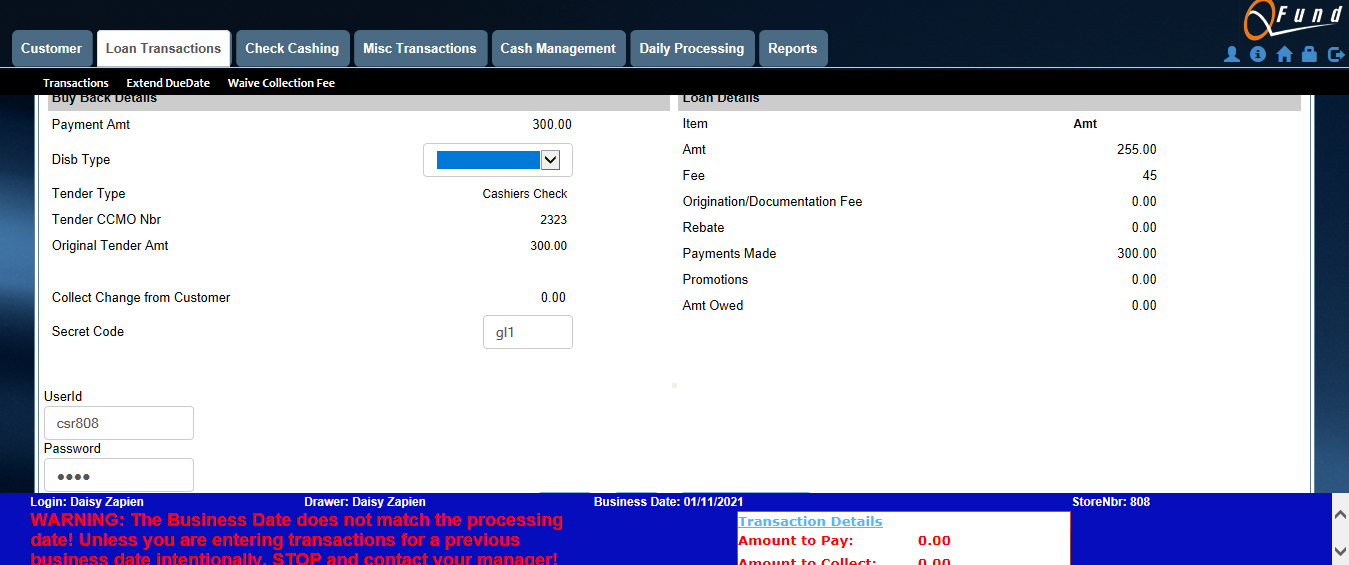 QFund
Customer
Loan Transactions
Check Cashing
Misc Transactions
Cash Management
Daily Processing
Reports
Transactions
Extend DueDate
Waive Collection Fee
Buy Back Details
Payment Amt 300.00
Disb Type
Tender Type Cashiers Check
Tender CCMO Nbr 2323
Original Tender Amt 300.00
Collect Change from Customer 0.00
Secret Code gl1
Loan Details
Item Amt
Amt 255.00
Fee 45
Origination/Documentation Fee 0.00
Rebate 0.00
Payments Made 300.00
Promotions 0.00
Amt Owed 0.00
UserId
csr808
Password
••••
Login: Daisy Zapien Drawer: Daisy Zapien Business Date: 01/11/2021 StoreNbr: 808
WARNING: The Business Date does not match the processing
date! Unless you are entering transactions for a previous
business date intentionally, STOP and contact your manager!
Transaction Details
Amount to Pay: 0.00
Amount to Collect: 0.00